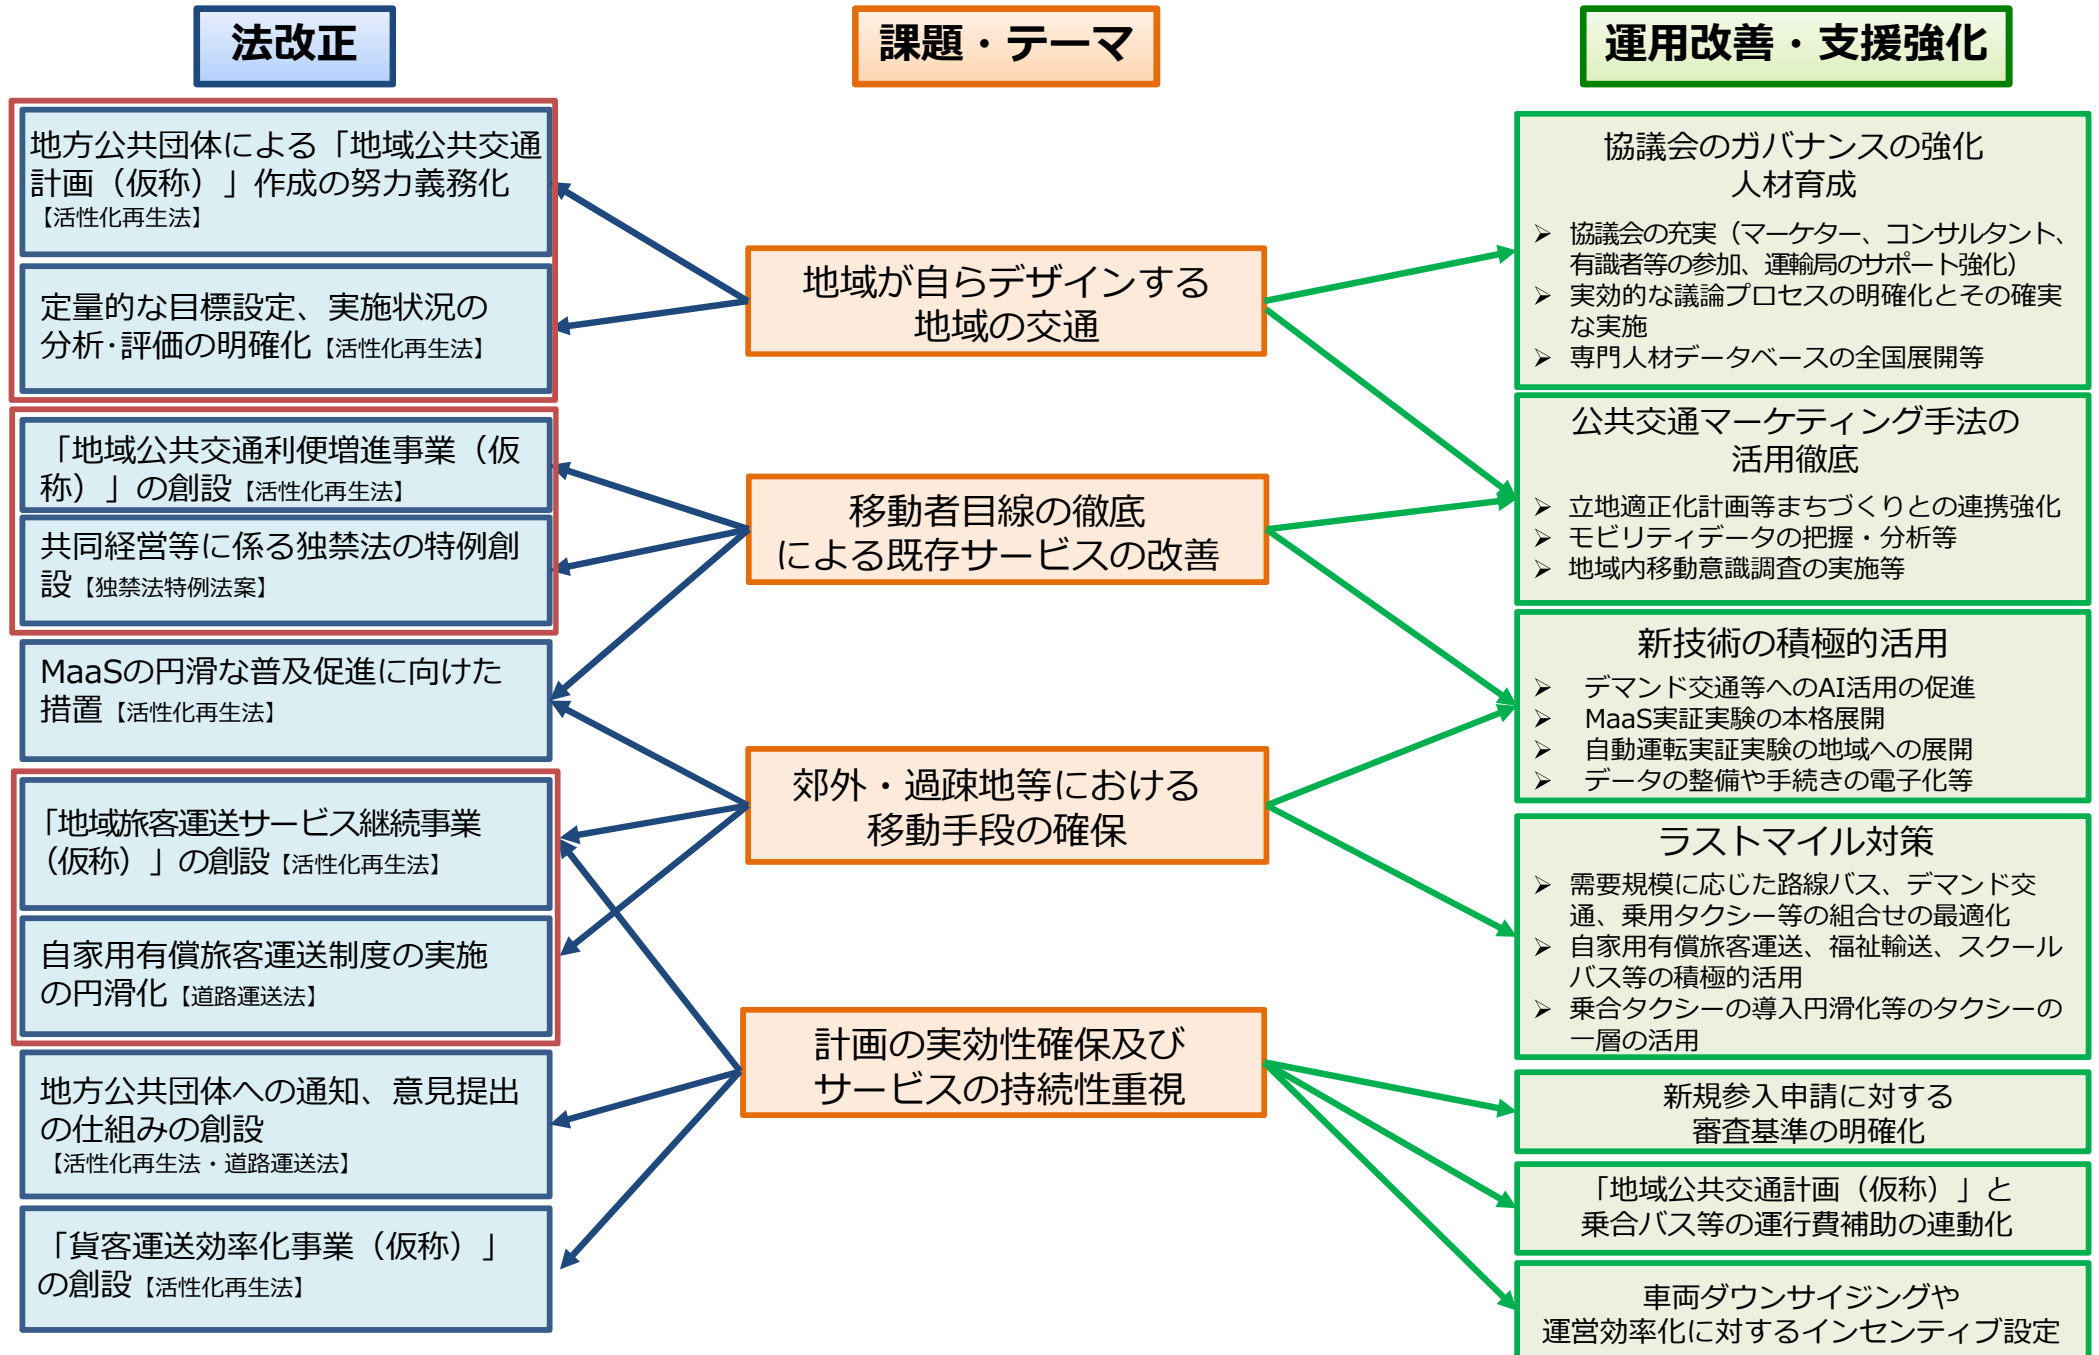 法改正
課題・テーマ
運用改善・支援強化
地方公共団体による「地域公共交通
計画（仮称）」作成の努力義務化
【活性化再生法】
定量的な目標設定、実施状況の
分析･評価の明確化【活性化再生法】
「地域公共交通利便増進事業（仮
称）」の創設【活性化再生法】
共同経営等に係る独禁法の特例創
設【独禁法特例法案】
MaaSの円滑な普及促進に向けた
措置【活性化再生法】
「地域旅客運送サービス継続事業
（仮称）」の創設【活性化再生法】
自家用有償旅客運送制度の実施
の円滑化【道路運送法】
地方公共団体への通知、意見提出
の仕組みの創設
【活性化再生法・道路運送法】
「貨客運送効率化事業（仮称）」
の創設【活性化再生法】
地域が自らデザインする
地域の交通
移動者目線の徹底
による既存サービスの改善
郊外・過疎地等における
移動手段の確保
計画の実効性確保及び
サービスの持続性重視
協議会のガバナンスの強化
人材育成
➢ 協議会の充実（マーケター、コンサルタント、
有識者等の参加、運輸局のサポート強化）
➢ 実効的な議論プロセスの明確化とその確実
な実施
➢ 専門人材データベースの全国展開等
公共交通マーケティング手法の
活用徹底
➢ 立地適正化計画等まちづくりとの連携強化
➢ モビリティデータの把握・分析等
➢ 地域内移動意識調査の実施等
新技術の積極的活用
➢ デマンド交通等へのAI活用の促進
➢ MaaS実証実験の本格展開
➢ 自動運転実証実験の地域への展開
➢ データの整備や手続きの電子化等
ラストマイル対策
➢ 需要規模に応じた路線バス、デマンド交
通、乗用タクシー等の組合せの最適化
➢ 自家用有償旅客運送、福祉輸送、スクール
バス等の積極的活用
➢ 乗合タクシーの導入円滑化等のタクシーの
一層の活用
新規参入申請に対する
審査基準の明確化
「地域公共交通計画（仮称）」と
乗合バス等の運行費補助の連動化
車両ダウンサイジングや
運営効率化に対するインセンティブ設定